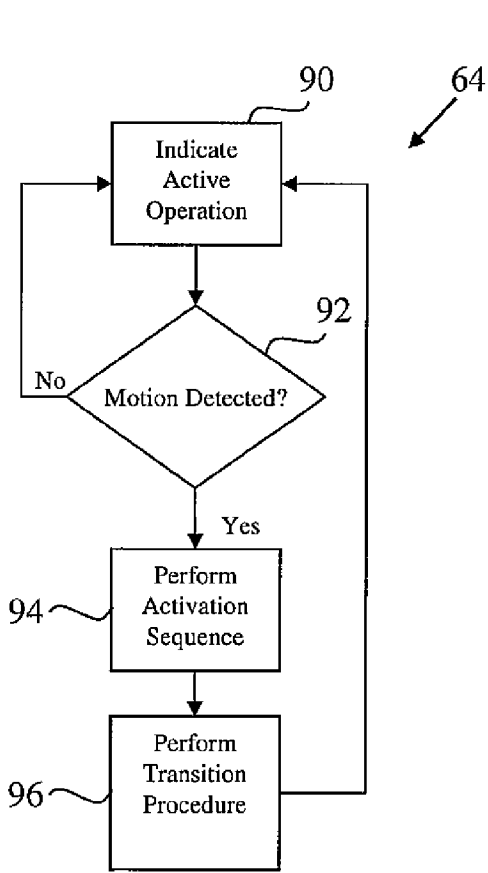 90
64
Indicate
Active
Operation
92
No
Motion Detected?
Yes
94
Perform
Activation
Sequence
96
Perform
Transition
Procedure